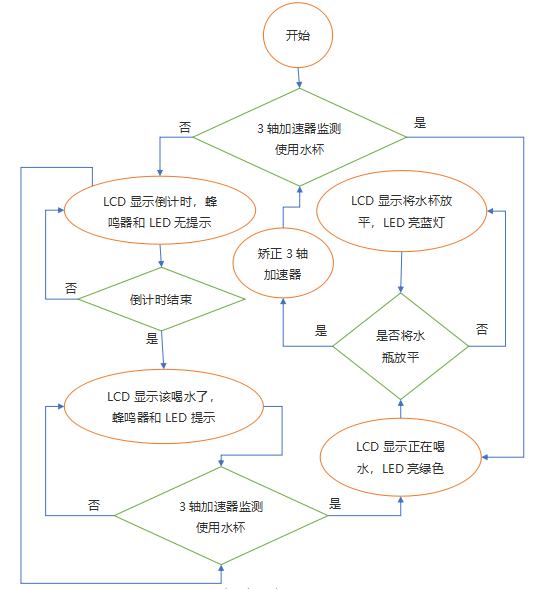 开始
3 轴加速器监测
使用水杯
否
是
LCD 显示倒计时，蜂
鸣器和 LED 无提示
LCD 显示将水杯放
平，LED 亮蓝灯
矫正 3 轴
加速器
倒计时结束
否
是
是否将水
瓶放平
是
否
LCD 显示该喝水了，
蜂鸣器和 LED 提示
LCD 显示正在喝
水，LED 亮绿色
3 轴加速器监测
使用水杯
否
是